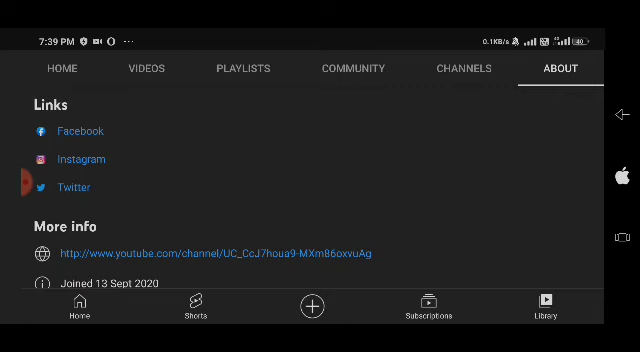 7:39 PM 0.1KB/s 40
HOME VIDEOS PLAYLISTS COMMUNITY CHANNELS ABOUT
Links
Facebook
Instagram
Twitter
More info
http://www.youtube.com/channel/UC_CcJ7houa9-MXm86oxvuAg
Joined 13 Sept 2020
Home Shorts Subscriptions Library